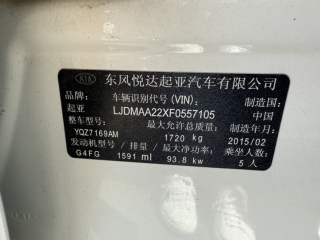 KIA
东风悦达起亚汽车有限公司
品牌: 车辆识别代号(VIN): 制造国:
起亚 LJDMAA22XF0557105 中国
整车型号: 最大允许总质量: 制造年月:
YQZ7169AM 1720 kg 2015/02
发动机型号 / 排量 / 最大净功率: 乘坐人数:
G4FG 1591 ml 93.8 kw 5 人